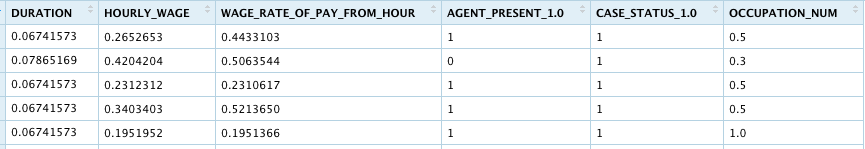 DURATION HOURLY_WAGE WAGE_RATE_OF_PAY_FROM_HOUR AGENT_PRESENT_1.0 CASE_STATUS_1.0 OCCUPATION_NUM
0.06741573 0.2652653 0.4433103 1 1 0.5
0.07865169 0.4204204 0.5063544 0 1 0.3
0.06741573 0.2312312 0.2310617 1 1 0.5
0.06741573 0.3403403 0.5213650 1 1 0.5
0.06741573 0.1951952 0.1951366 1 1 1.0